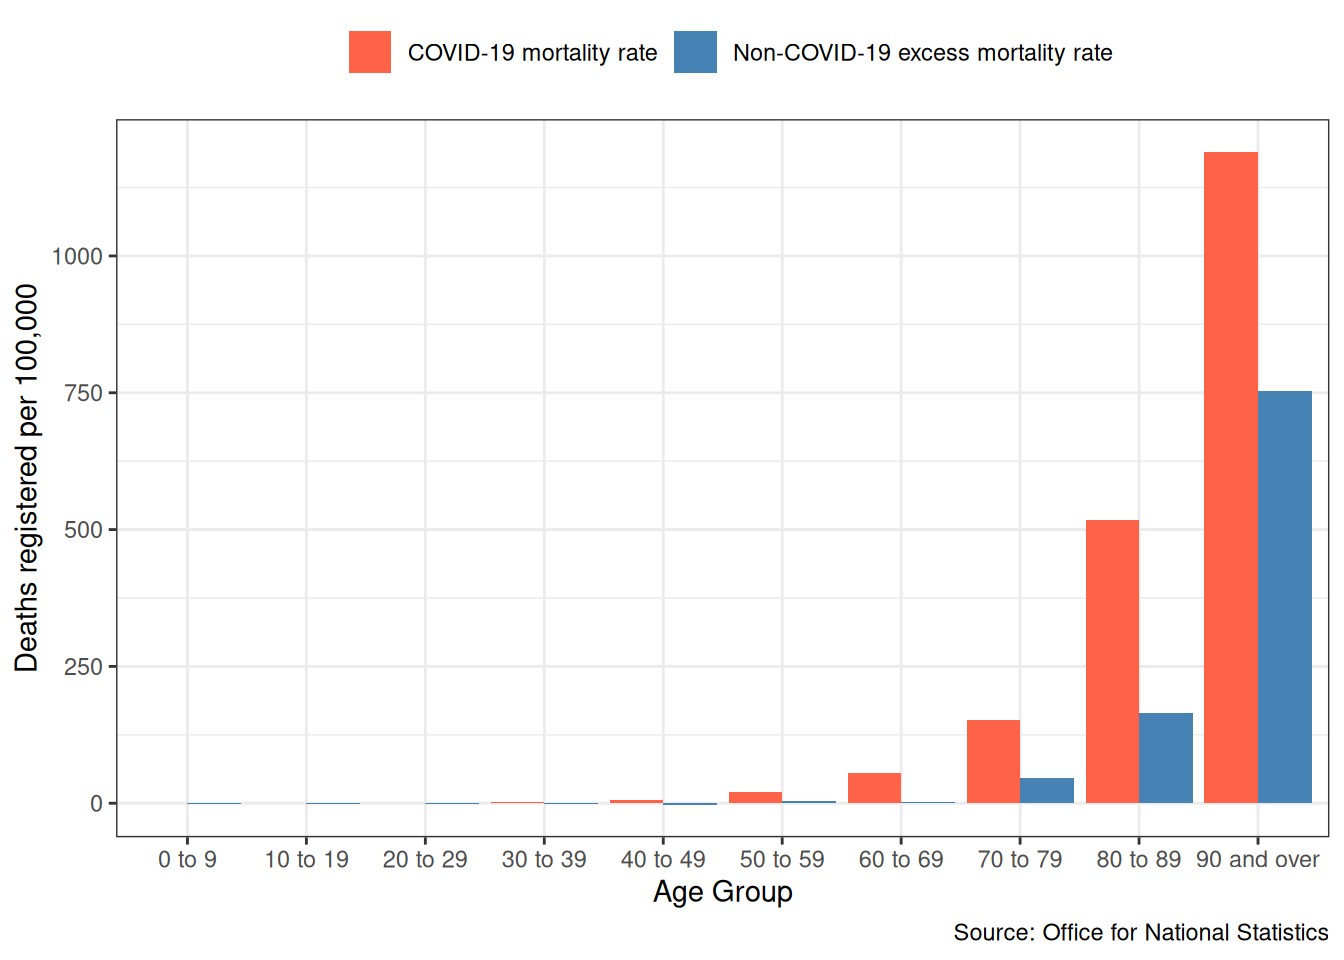 COVID-19 mortality rate Non-COVID-19 excess mortality rate
Deaths registered per 100,000
1000
750
500
250
0
0 to 9 10 to 19 20 to 29 30 to 39 40 to 49 50 to 59 60 to 69 70 to 79 80 to 89 90 and over
Age Group
Source: Office for National Statistics